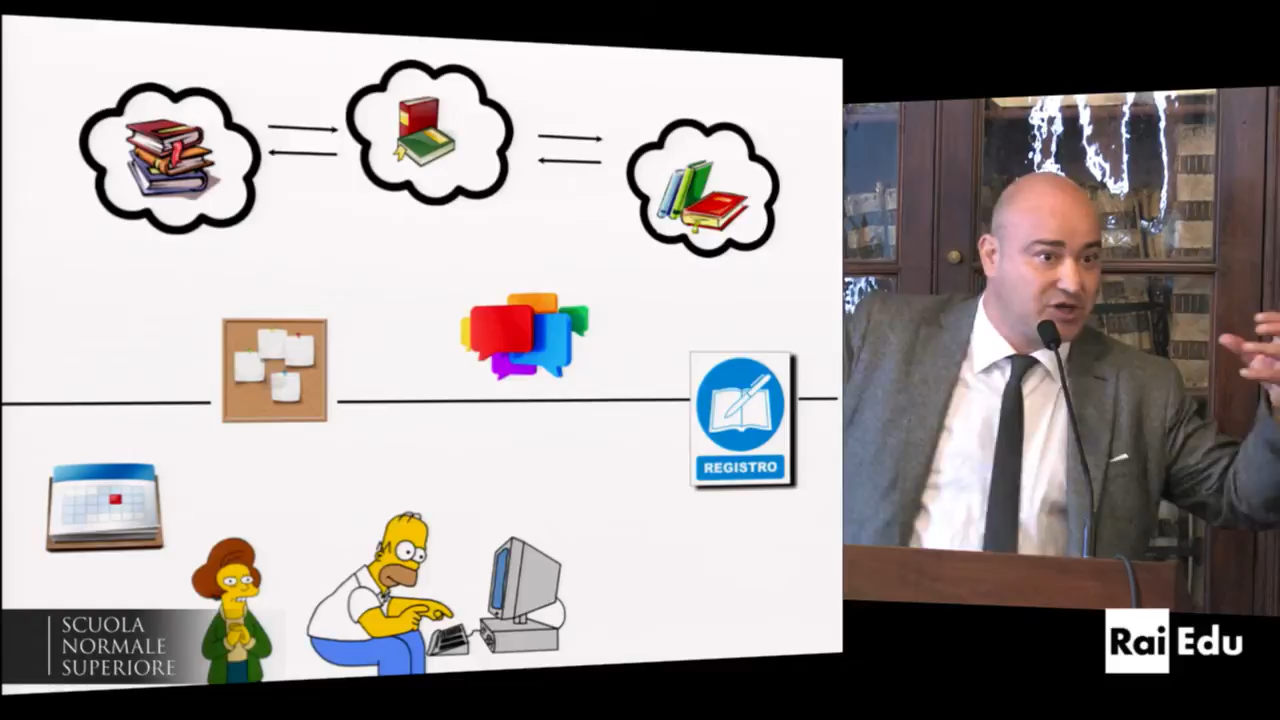 REGISTRO
SCUOLA
NORMALE
SUPERIORE
Rai Edu